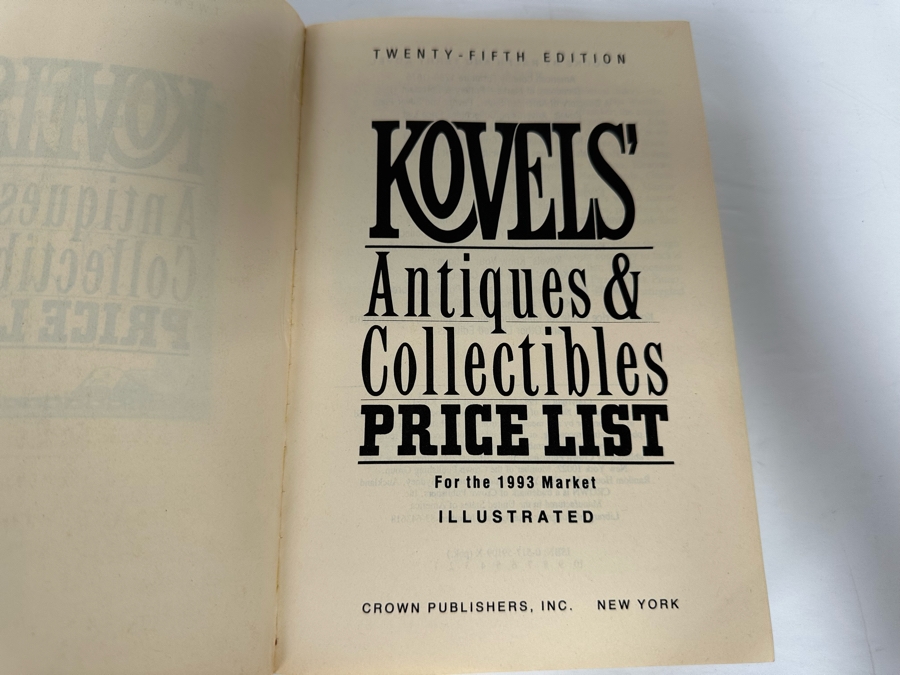 TWENTY-FIFTH EDITION
KOVELS'
Antiques &
Collectibles
PRICE LIST
For the 1993 Market
ILLUSTRATED
CROWN PUBLISHERS, INC. NEW YORK